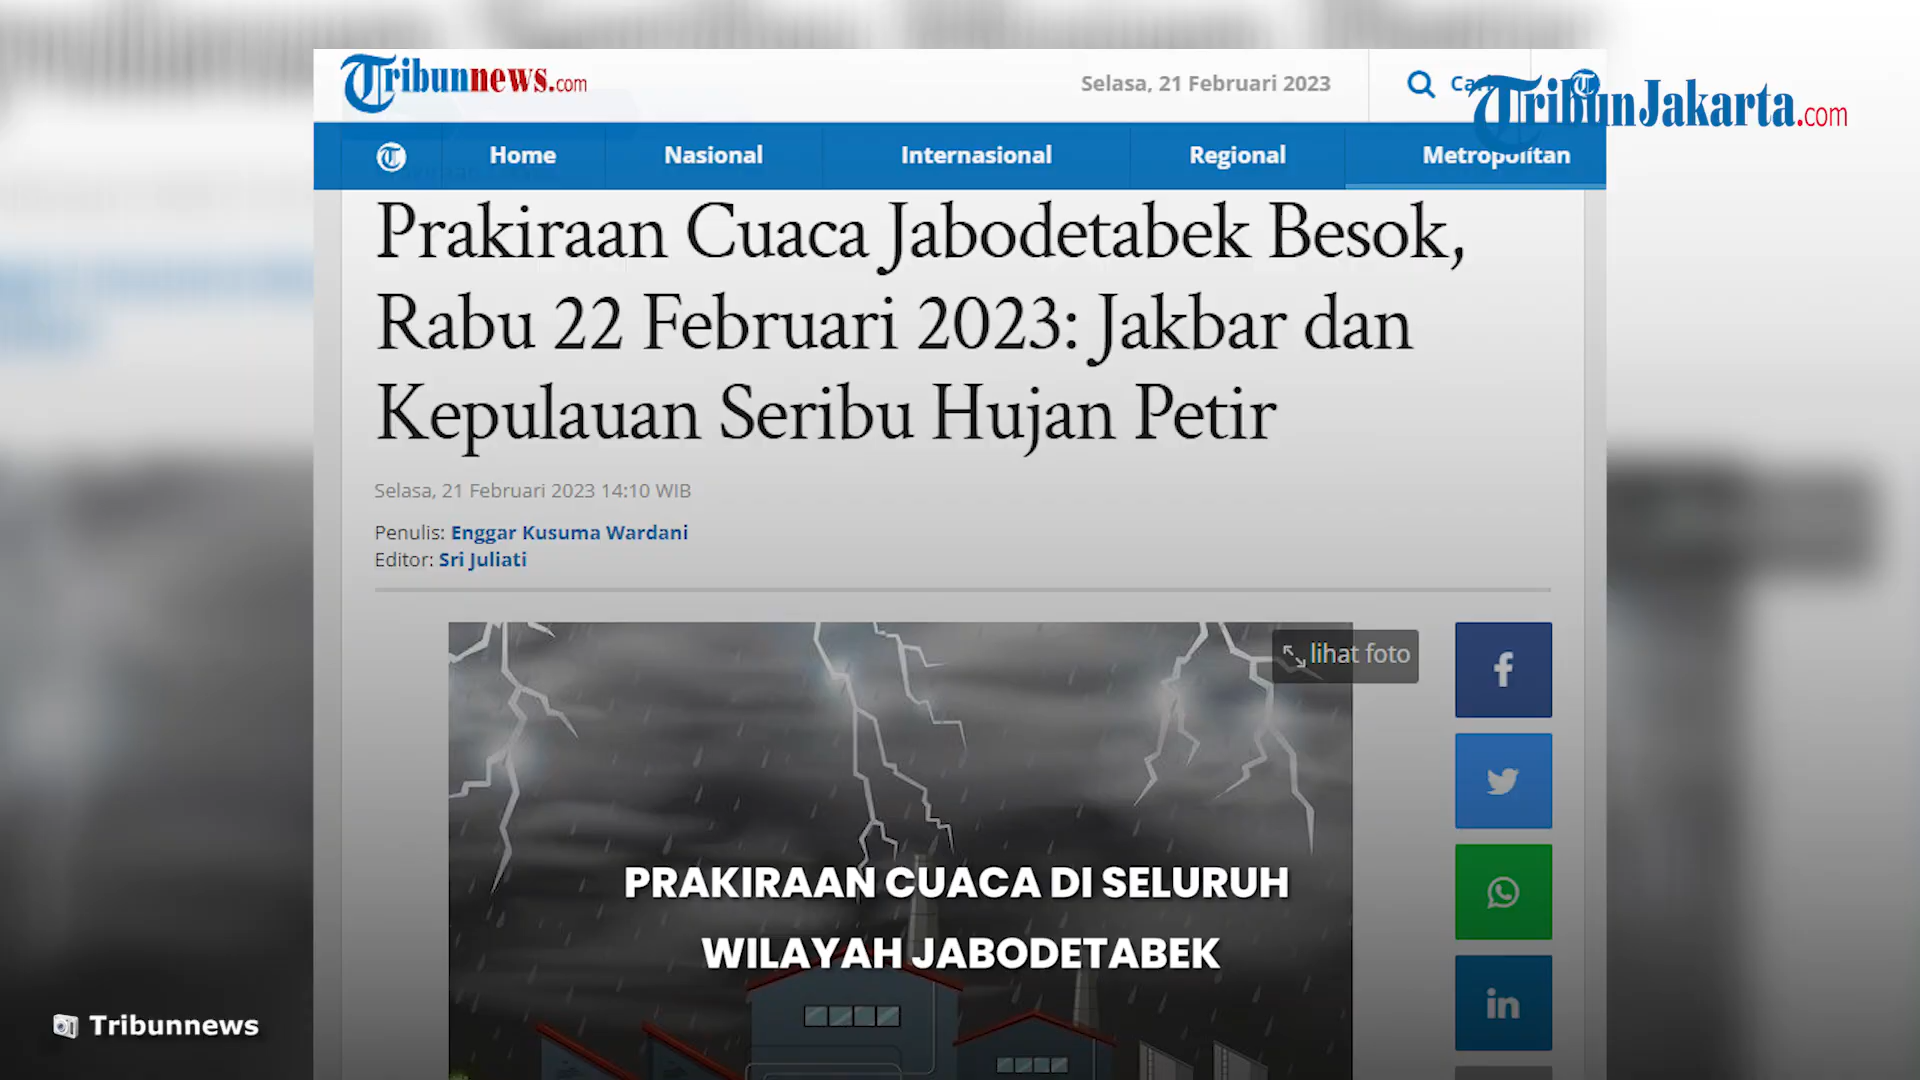 Tribunnews.com
Selasa, 21 Februari 2023
TribunJakarta.com
Home
Nasional
Internasional
Regional
Metropolitan
Prakiraan Cuaca Jabodetabek Besok,
Rabu 22 Februari 2023: Jakbar dan
Kepulauan Seribu Hujan Petir
Selasa, 21 Februari 2023 14:10 WIB
Penulis: Enggar Kusuma Wardani
Editor: Sri Juliati
lihat foto
PRAKIRAAN CUACA DI SELURUH
WILAYAH JABODETABEK
Tribunnews